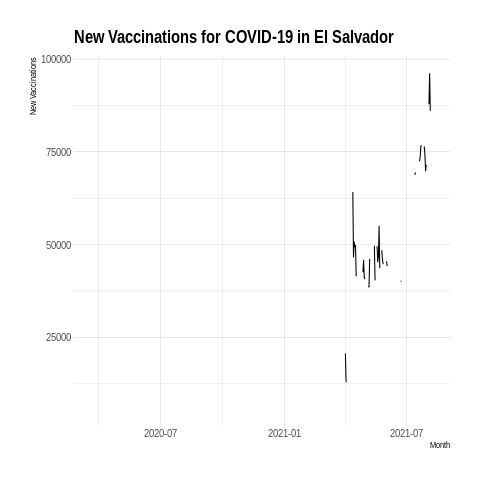 New Vaccinations for COVID-19 in El Salvador
New Vaccinations
100000
75000
50000
25000
2020-07
2021-01
2021-07
Month